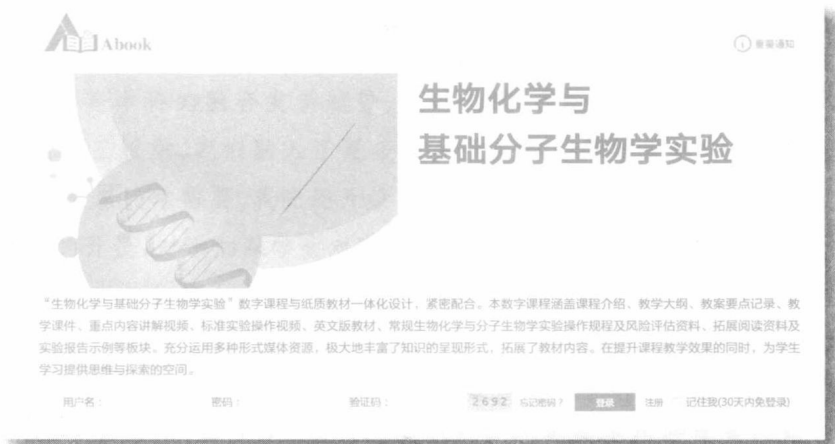 Abook
重要通知
生物化学与
基础分子生物学实验
“生物化学与基础分子生物学实验”数字课程与纸质教材一体化设计，紧密配合。本数字课程涵盖课程介绍、教学大纲、教案要点记录、教
学课件、重点内容讲解视频、标准实验操作视频、英文版教材、常规生物化学与分子生物学实验操作规程及风险评估资料、拓展阅读资料及
实验报告示例等板块。充分运用多种形式媒体资源，极大地丰富了知识的呈现形式，拓展了教材内容。在提升课程教学效果的同时，为学生
学习提供思维与探索的空间。
用户名： 密码： 验证码： 2692 忘记密码？ 登录 注册 记住我(30天内免登录)